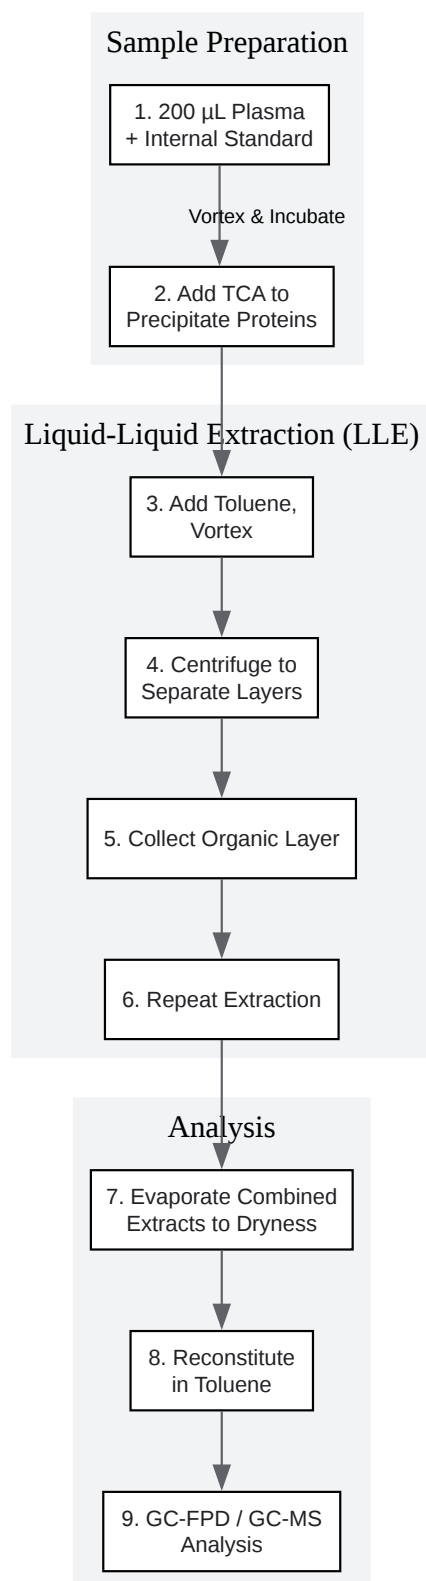 Sample Preparation
1. 200 µL Plasma
+ Internal Standard
Vortex & Incubate
2. Add TCA to
Precipitate Proteins
Liquid-Liquid Extraction (LLE)
3. Add Toluene,
Vortex
4. Centrifuge to
Separate Layers
5. Collect Organic Layer
6. Repeat Extraction
Analysis
7. Evaporate Combined
Extracts to Dryness
8. Reconstitute
in Toluene
9. GC-FPD / GC-MS
Analysis